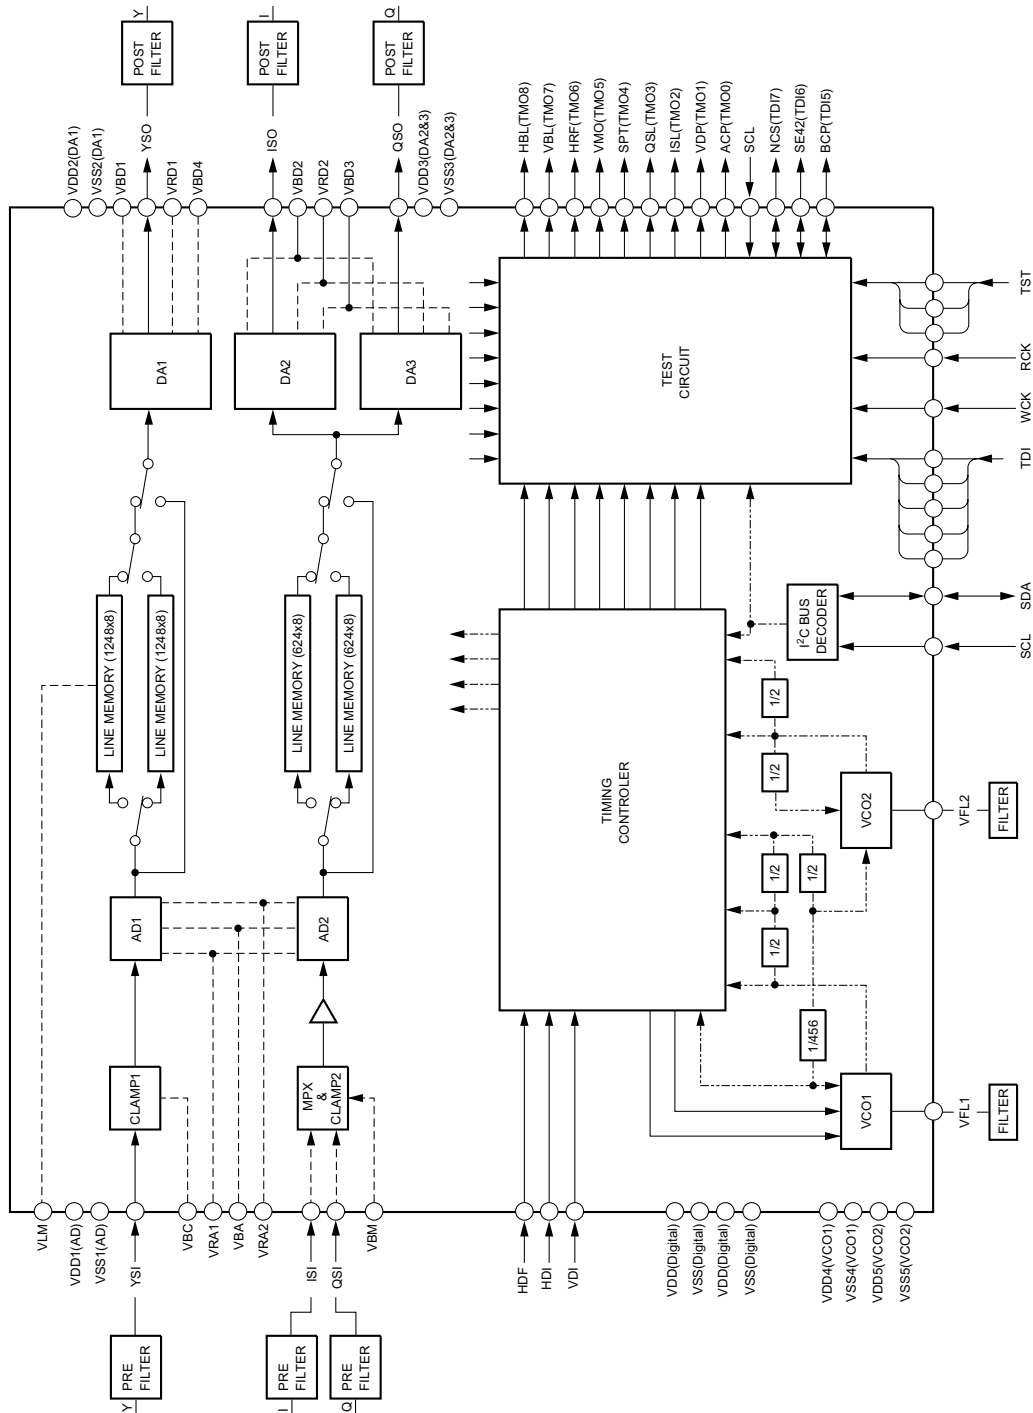 Y
PRE
FILTER
I
PRE
FILTER
Q
PRE
FILTER
VLM
VDD1(AD)
VSS1(AD)
YSI
VBC
VRA1
VBA
VRA2
ISI
QSI
VBM
HDF
HDI
VDI
VDD(Digital)
VSS(Digital)
VDD(Digital)
VSS(Digital)
VDD4(VCO1)
VSS4(VCO1)
VDD5(VCO2)
VSS5(VCO2)
CLAMP1
MPX
&
CLAMP2
AD1
AD2
LINE MEMORY (1248x8)
LINE MEMORY (1248x8)
LINE MEMORY (624x8)
LINE MEMORY (624x8)
DA1
DA2
DA3
TIMING
CONTROLER
TEST
CIRCUIT
VCO1
1/456
1/2
1/2
1/2
VCO2
1/2
1/2
I²C BUS
DECODER
VDD2(DA1)
VSS2(DA1)
VBD1
YSO
VRD1
VBD4
ISO
VBD2
VRD2
VBD3
QSO
VDD3(DA2&3)
VSS3(DA2&3)
POST
FILTER
Y
POST
FILTER
I
POST
FILTER
Q
HBL(TMO8)
VBL(TMO7)
HRF(TMO6)
VMO(TMO5)
SPT(TMO4)
QSL(TMO3)
ISL(TMO2)
VDP(TMO1)
ACP(TMO0)
SCL
NCS(TDI7)
SE42(TDI6)
BCP(TDI5)
VFL1
FILTER
VFL2
FILTER
SCL
SDA
TDI
WCK
RCK
TST